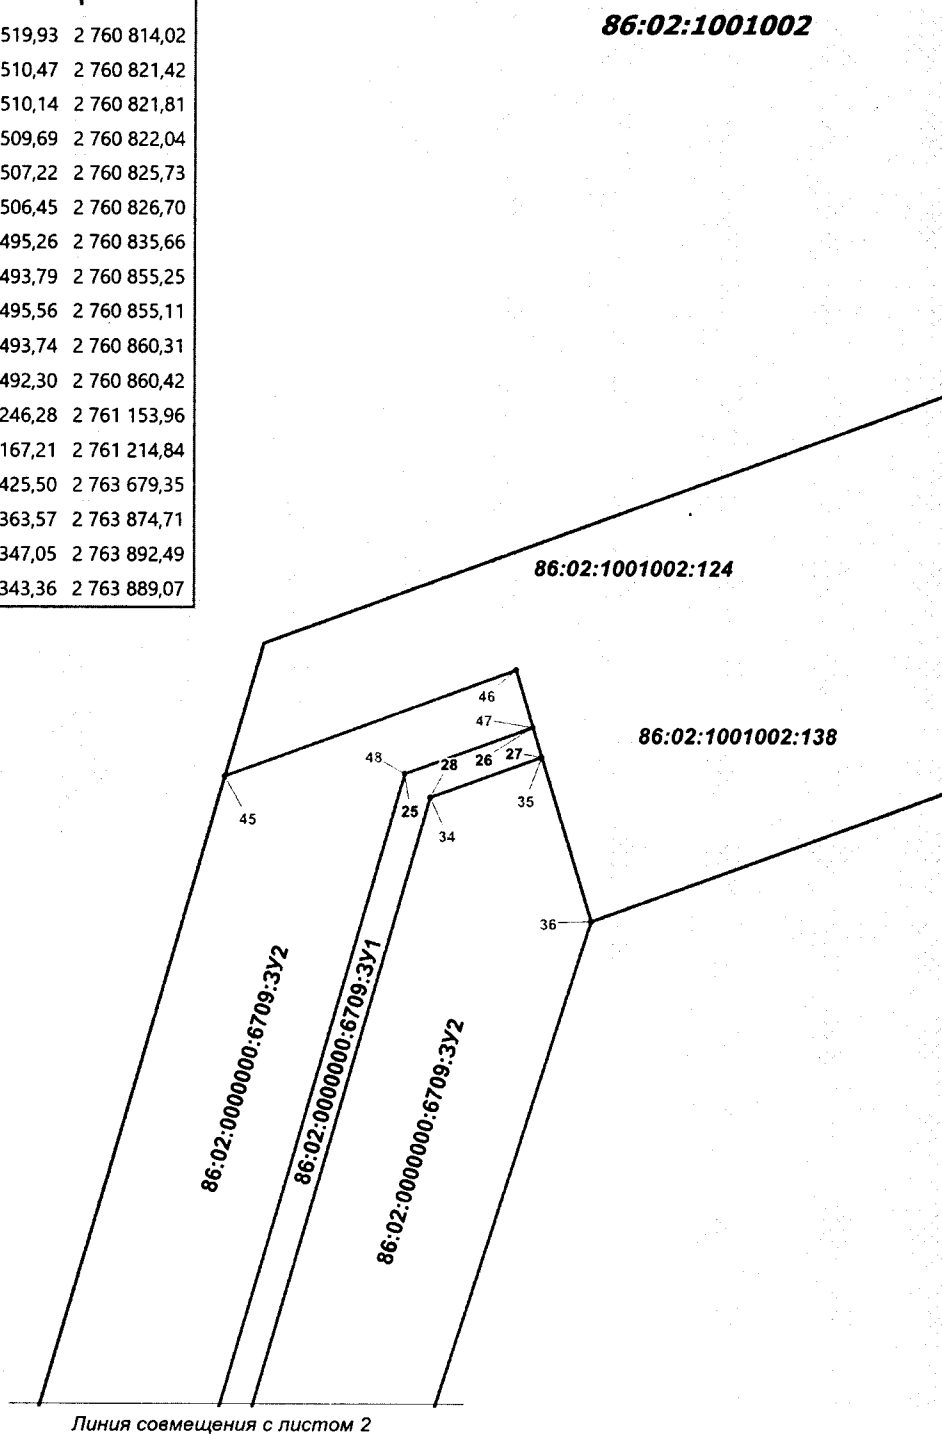 86:02:1001002
519,93 2 760 814,02
510,47 2 760 821,42
510,14 2 760 821,81
509,69 2 760 822,04
507,22 2 760 825,73
506,45 2 760 826,70
495,26 2 760 835,66
493,79 2 760 855,25
495,56 2 760 855,11
493,74 2 760 860,31
492,30 2 760 860,42
246,28 2 761 153,96
167,21 2 761 214,84
425,50 2 763 679,35
363,57 2 763 874,71
347,05 2 763 892,49
343,36 2 763 889,07
86:02:1001002:124
46
47
86:02:1001002:138
48
28
26
27
25
35
45
34
36
86:02:0000000:6709:ЗУ2
86:02:0000000:6709:ЗУ1
86:02:0000000:6709:ЗУ2
Линия совмещения с листом 2